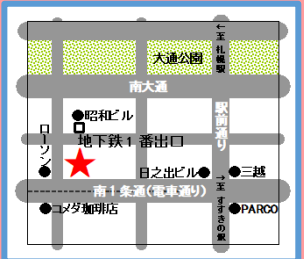 ←至 札幌駅
大通公園
南大通
駅前通り
●昭和ビル
地下鉄1番出口
ローソン
日之出ビル●
●三越
南1条通(電車通り)
→至 すすきの駅
●コメダ珈琲店
●PARCO